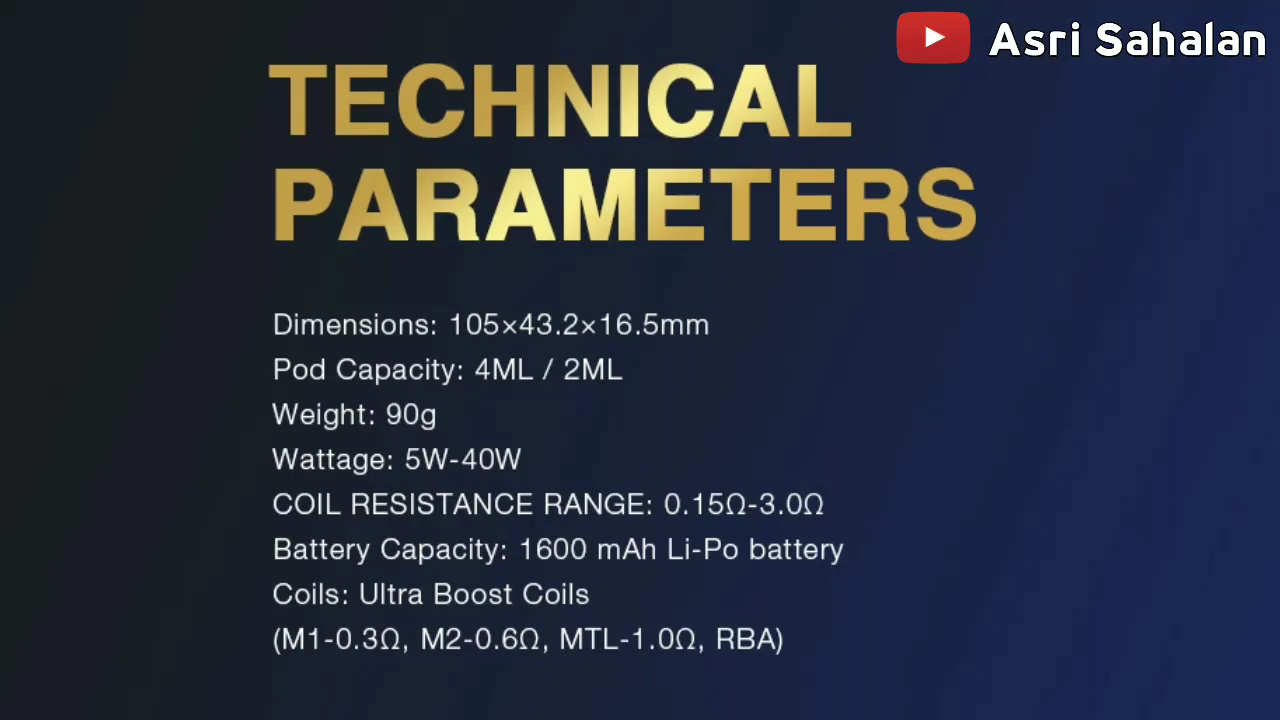 Asri Sahalan
TECHNICAL
PARAMETERS
Dimensions: 105×43.2×16.5mm
Pod Capacity: 4ML / 2ML
Weight: 90g
Wattage: 5W-40W
COIL RESISTANCE RANGE: 0.15Ω-3.0Ω
Battery Capacity: 1600 mAh Li-Po battery
Coils: Ultra Boost Coils
(M1-0.3Ω, M2-0.6Ω, MTL-1.0Ω, RBA)